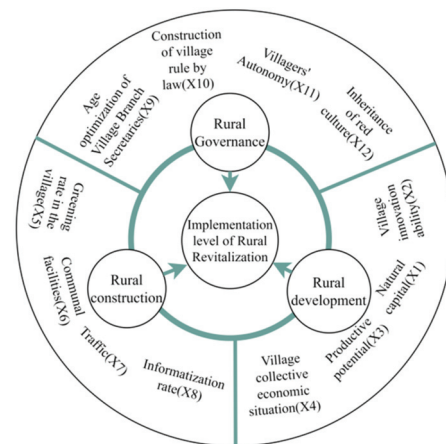 Construction
of village
rule by
law(X10)
Villagers'
Autonomy(X11)
Inheritance
of red
culture(X12)
Age
optimization of
Village Branch
Secretaries(X9)
Rural
Governance
Greening
rate in the
village(X5)
Village
innovation
ability(X2)
Implementation
level of Rural
Revitalization
Communal
facilities(X6)
Rural
construction
Rural
development
Natural
capital(X1)
Traffic(X7)
Productive
potential(X3)
Informatization
rate(X8)
Village
collective
economic
situation(X4)